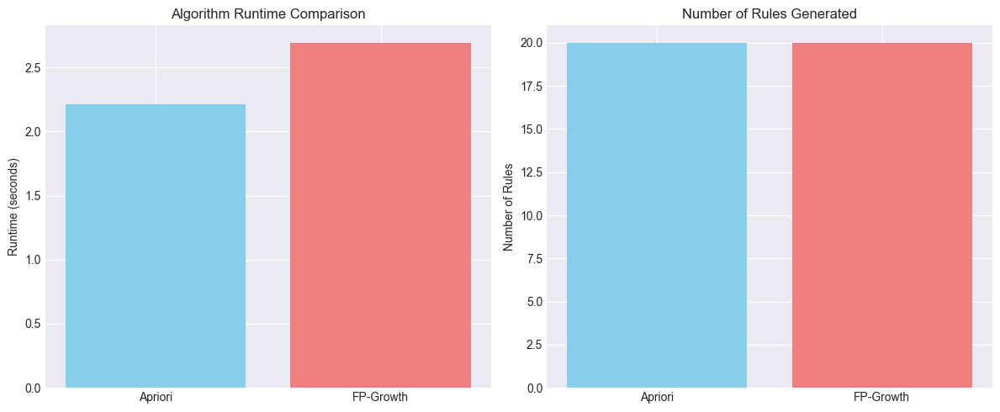 Algorithm Runtime Comparison
Runtime (seconds)
2.5
2.0
1.5
1.0
0.5
0.0
Apriori
FP-Growth
Number of Rules Generated
Number of Rules
20.0
17.5
15.0
12.5
10.0
7.5
5.0
2.5
0.0
Apriori
FP-Growth